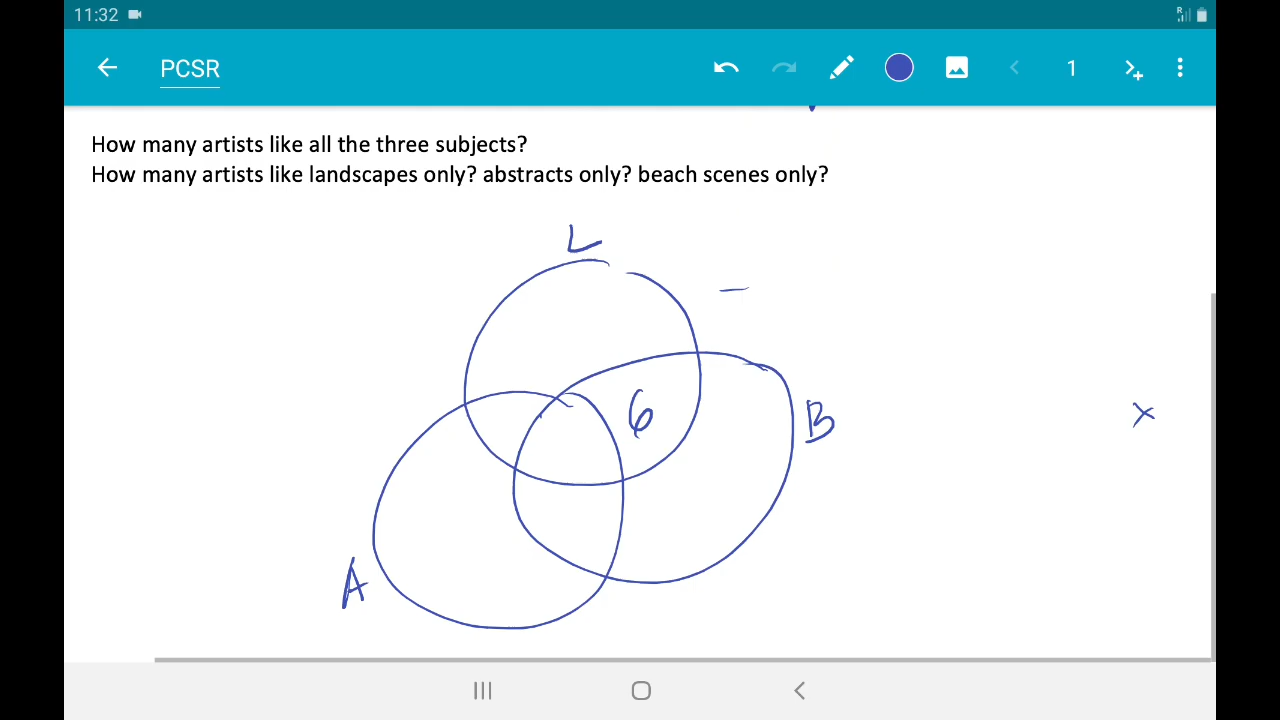 11:32
PCSR
1
How many artists like all the three subjects?
How many artists like landscapes only? abstracts only? beach scenes only?
L
6
B
x
A